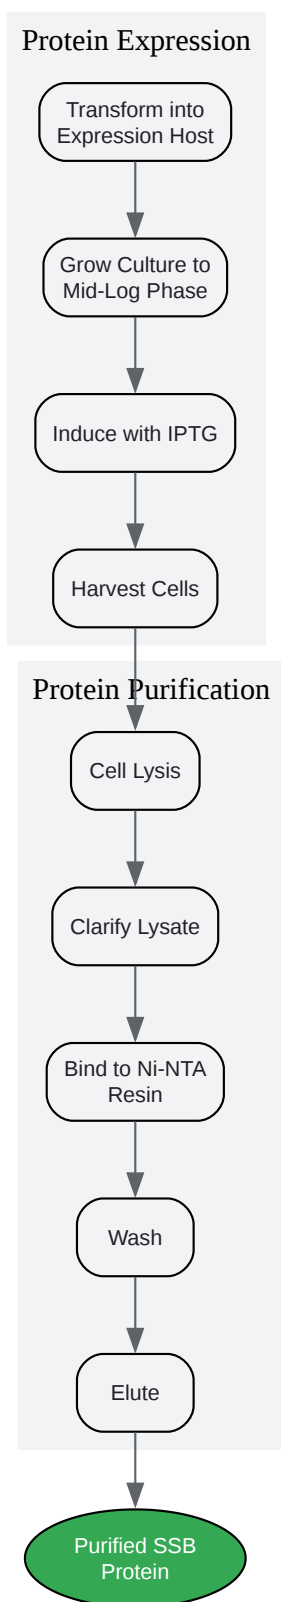 Protein Expression
Transform into
Expression Host
Grow Culture to
Mid-Log Phase
Induce with IPTG
Harvest Cells
Protein Purification
Cell Lysis
Clarify Lysate
Bind to Ni-NTA
Resin
Wash
Elute
Purified SSB
Protein